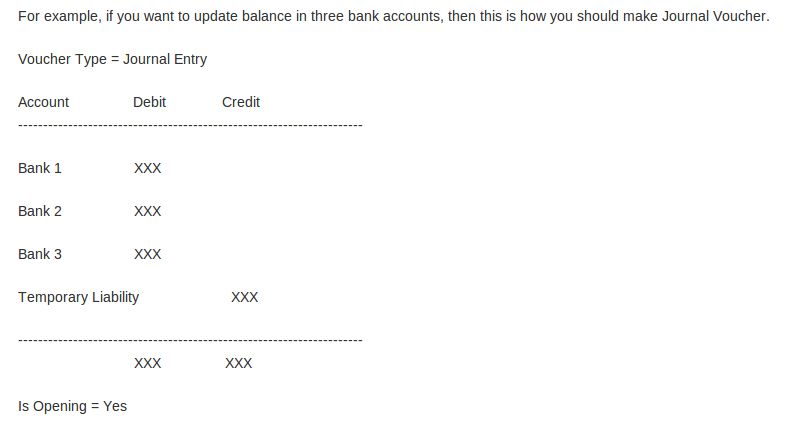 For example, if you want to update balance in three bank accounts, then this is how you should make Journal Voucher.
Voucher Type = Journal Entry
Account Debit Credit
---------------------------------------------------------------------
Bank 1 XXX
Bank 2 XXX
Bank 3 XXX
Temporary Liability XXX
---------------------------------------------------------------------
XXX XXX
Is Opening = Yes